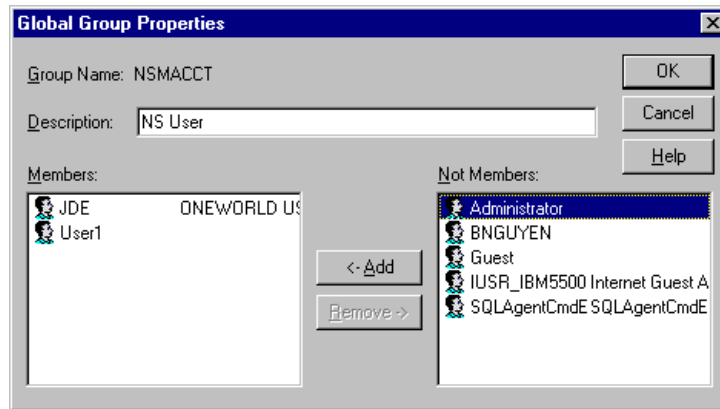 Global Group Properties
Group Name: NSMACCT
OK
Description: NS User
Cancel
Help
Members:
Not Members:
JDE ONEWORLD US
User1
<- Add
Remove ->
Administrator
BNGUYEN
Guest
IUSR_IBM5500 Internet Guest A
SQLAgentCmdE SQLAgentCmdE